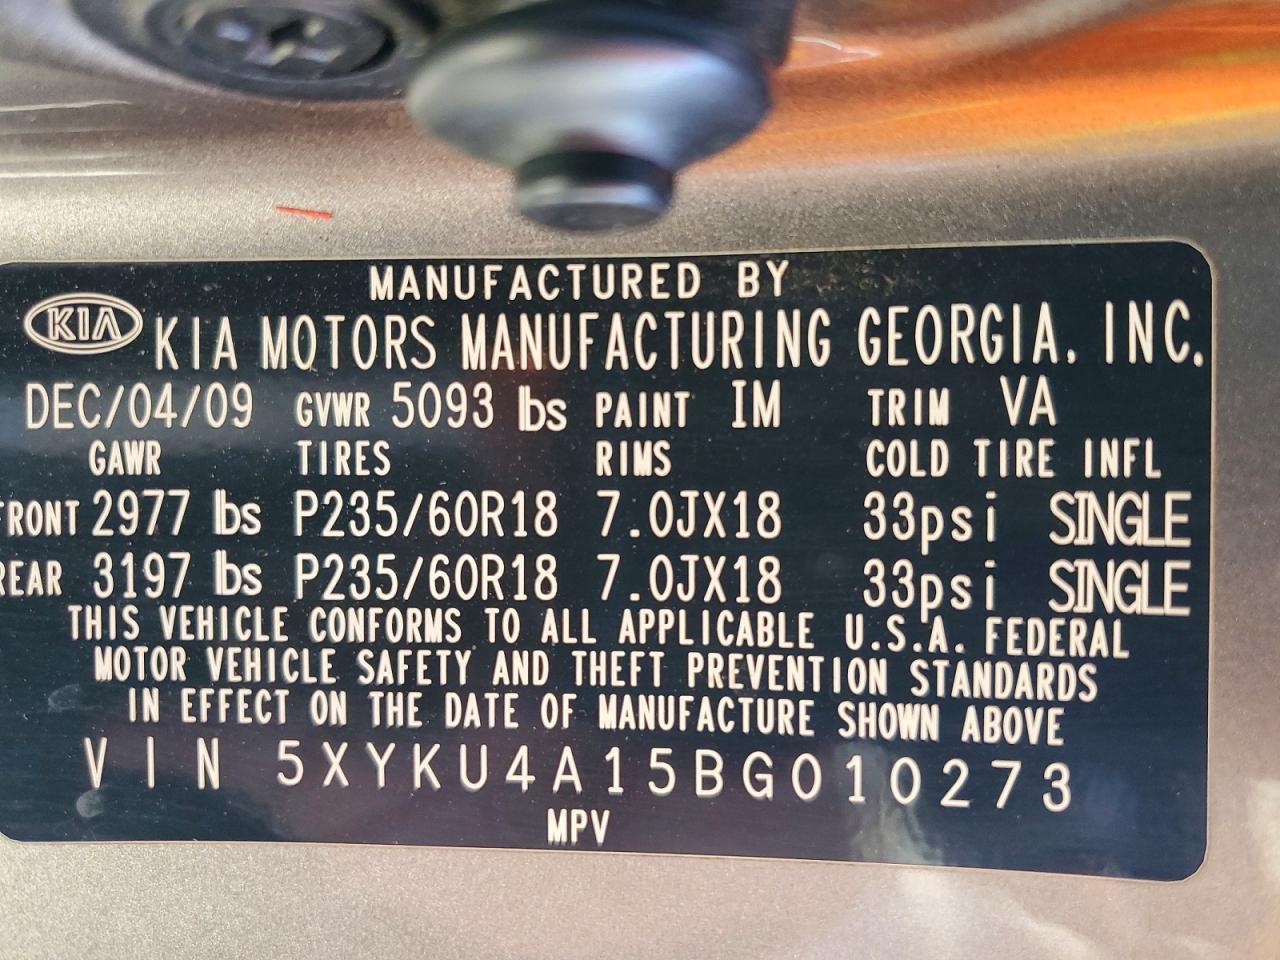 MANUFACTURED BY
KIA KIA MOTORS MANUFACTURING GEORGIA, INC.
DEC/04/09 GVWR 5093 lbs PAINT IM TRIM VA
GAWR TIRES RIMS COLD TIRE INFL
FRONT 2977 lbs P235/60R18 7.0JX18 33psi SINGLE
REAR 3197 lbs P235/60R18 7.0JX18 33psi SINGLE
THIS VEHICLE CONFORMS TO ALL APPLICABLE U.S.A. FEDERAL
MOTOR VEHICLE SAFETY AND THEFT PREVENTION STANDARDS
IN EFFECT ON THE DATE OF MANUFACTURE SHOWN ABOVE
VIN 5XYKU4A15BG010273
MPV